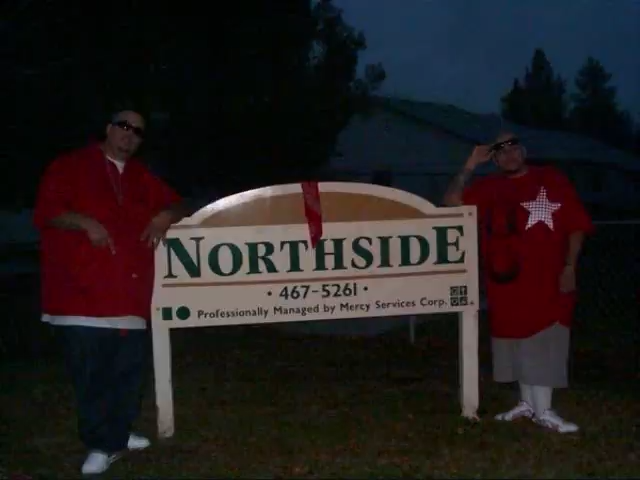 NORTHSIDE
• 467-5261 •
Professionally Managed by Mercy Services Corp.